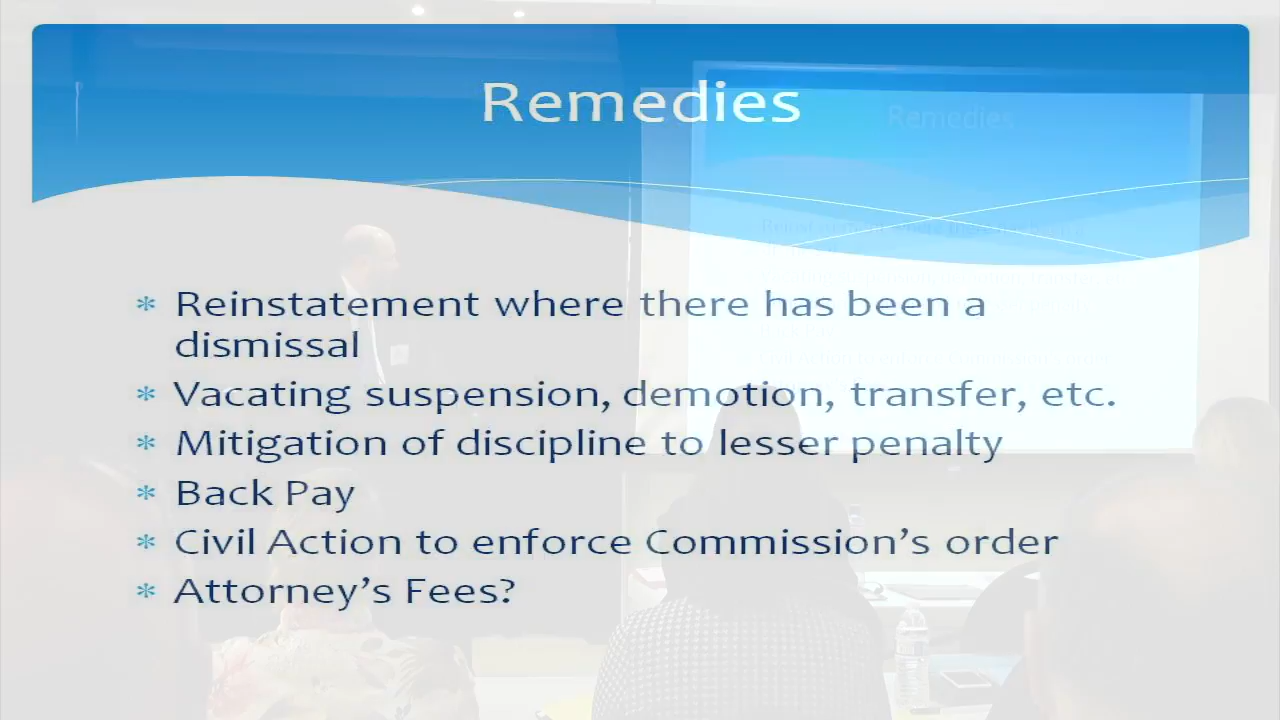 Remedies
Remedies
* Reinstatement where there has been a
dismissal
* Vacating suspension, demotion, transfer, etc.
* Mitigation of discipline to lesser penalty
* Back Pay
* Civil Action to enforce Commission's order
* Attorney's Fees?